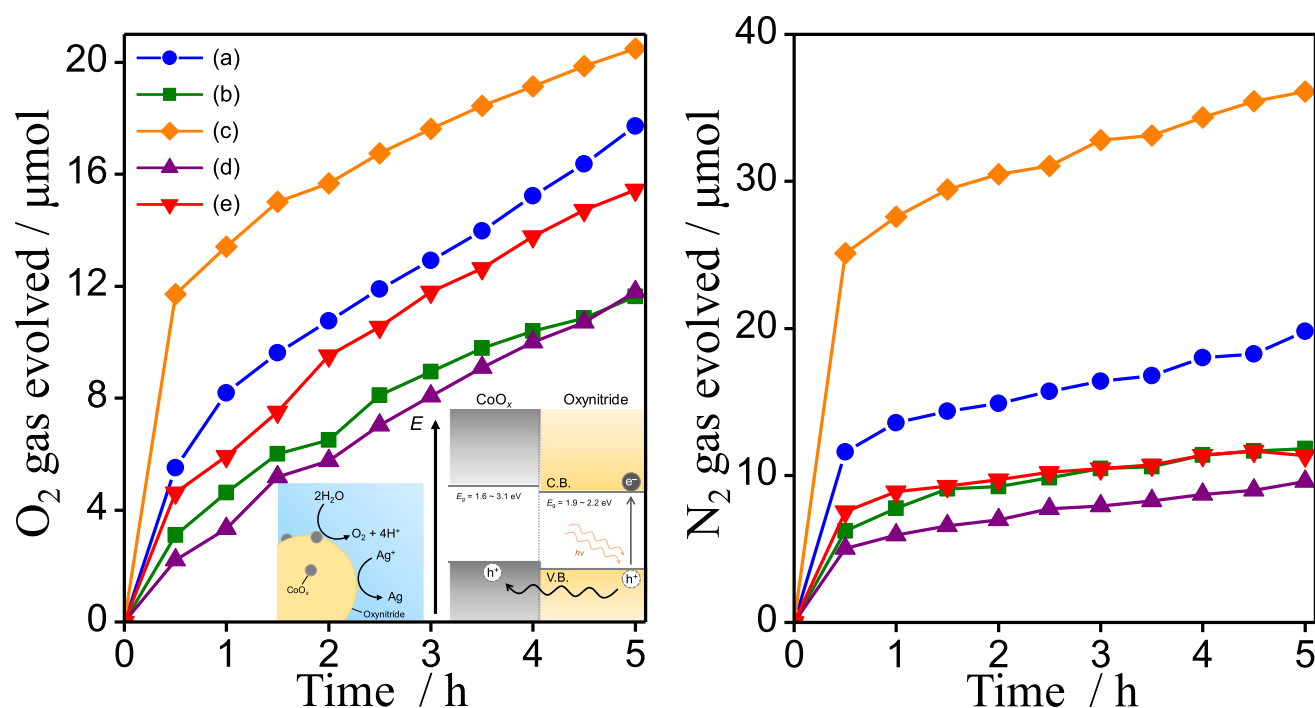 O₂ gas evolved / µmol
20
16
12
8
4
0
(a)
(b)
(c)
(d)
(e)
2H₂O
O₂ + 4H⁺
Ag⁺
Ag
CoOₓ
Oxynitride
E
CoOₓ
Oxynitride
C.B.
e⁻
E_g = 1.6 ~ 3.1 eV
E_g = 1.9 ~ 2.2 eV
hν
h⁺
V.B.
h⁺
0 1 2 3 4 5
Time / h
N₂ gas evolved / µmol
40
30
20
10
0
0 1 2 3 4 5
Time / h